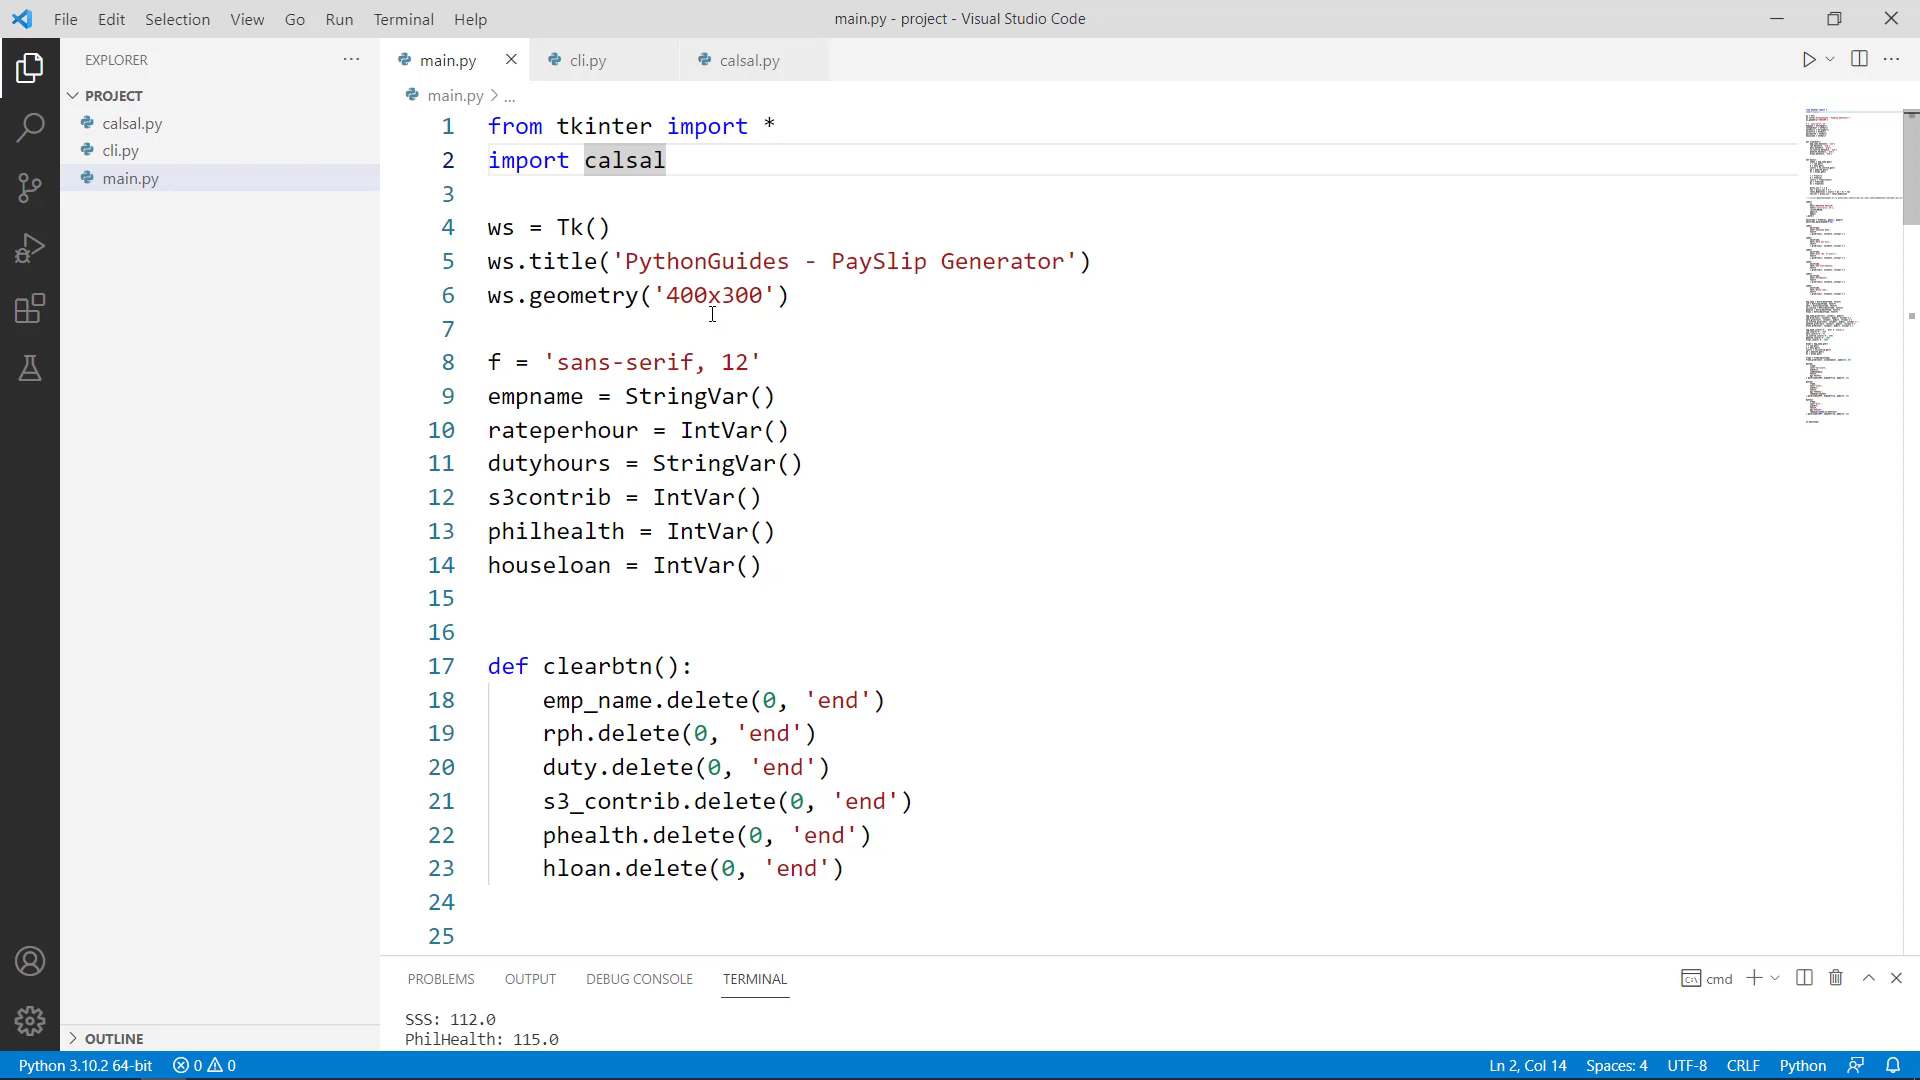 File Edit Selection View Go Run Terminal Help
main.py - project - Visual Studio Code
EXPLORER
main.py
cli.py
calsal.py
PROJECT
calsal.py
cli.py
main.py
main.py > ...
1 from tkinter import *
2 import calsal
3
4 ws = Tk()
5 ws.title('PythonGuides - PaySlip Generator')
6 ws.geometry('400x300')
7
8 f = 'sans-serif, 12'
9 empname = StringVar()
10 rateperhour = IntVar()
11 dutyhours = StringVar()
12 s3contrib = IntVar()
13 philhealth = IntVar()
14 houseloan = IntVar()
15
16
17 def clearbtn():
18 emp_name.delete(0, 'end')
19 rph.delete(0, 'end')
20 duty.delete(0, 'end')
21 s3_contrib.delete(0, 'end')
22 phealth.delete(0, 'end')
23 hloan.delete(0, 'end')
24
25
PROBLEMS OUTPUT DEBUG CONSOLE TERMINAL
cmd
SSS: 112.0
PhilHealth: 115.0
OUTLINE
Python 3.10.2 64-bit 0 0
Ln 2, Col 14 Spaces: 4 UTF-8 CRLF Python